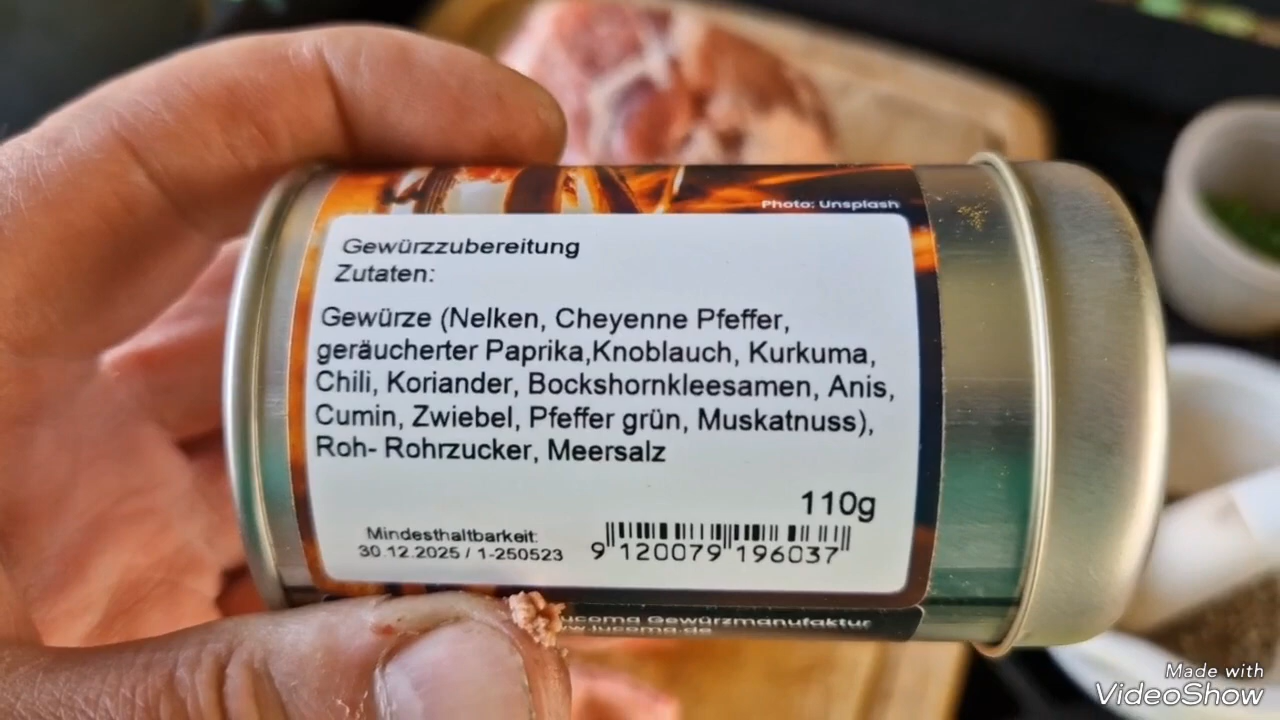 Photo: Unsplash
Gewürzzubereitung
Zutaten:
Gewürze (Nelken, Cheyenne Pfeffer,
geräucherter Paprika,Knoblauch, Kurkuma,
Chili, Koriander, Bockshornkleesamen, Anis,
Cumin, Zwiebel, Pfeffer grün, Muskatnuss),
Roh- Rohrzucker, Meersalz
110g
Mindesthaltbarkeit:
30.12.2025 / 1-250523
9 120079 196037
Gewürzmanufaktur
Made with
VideoShow